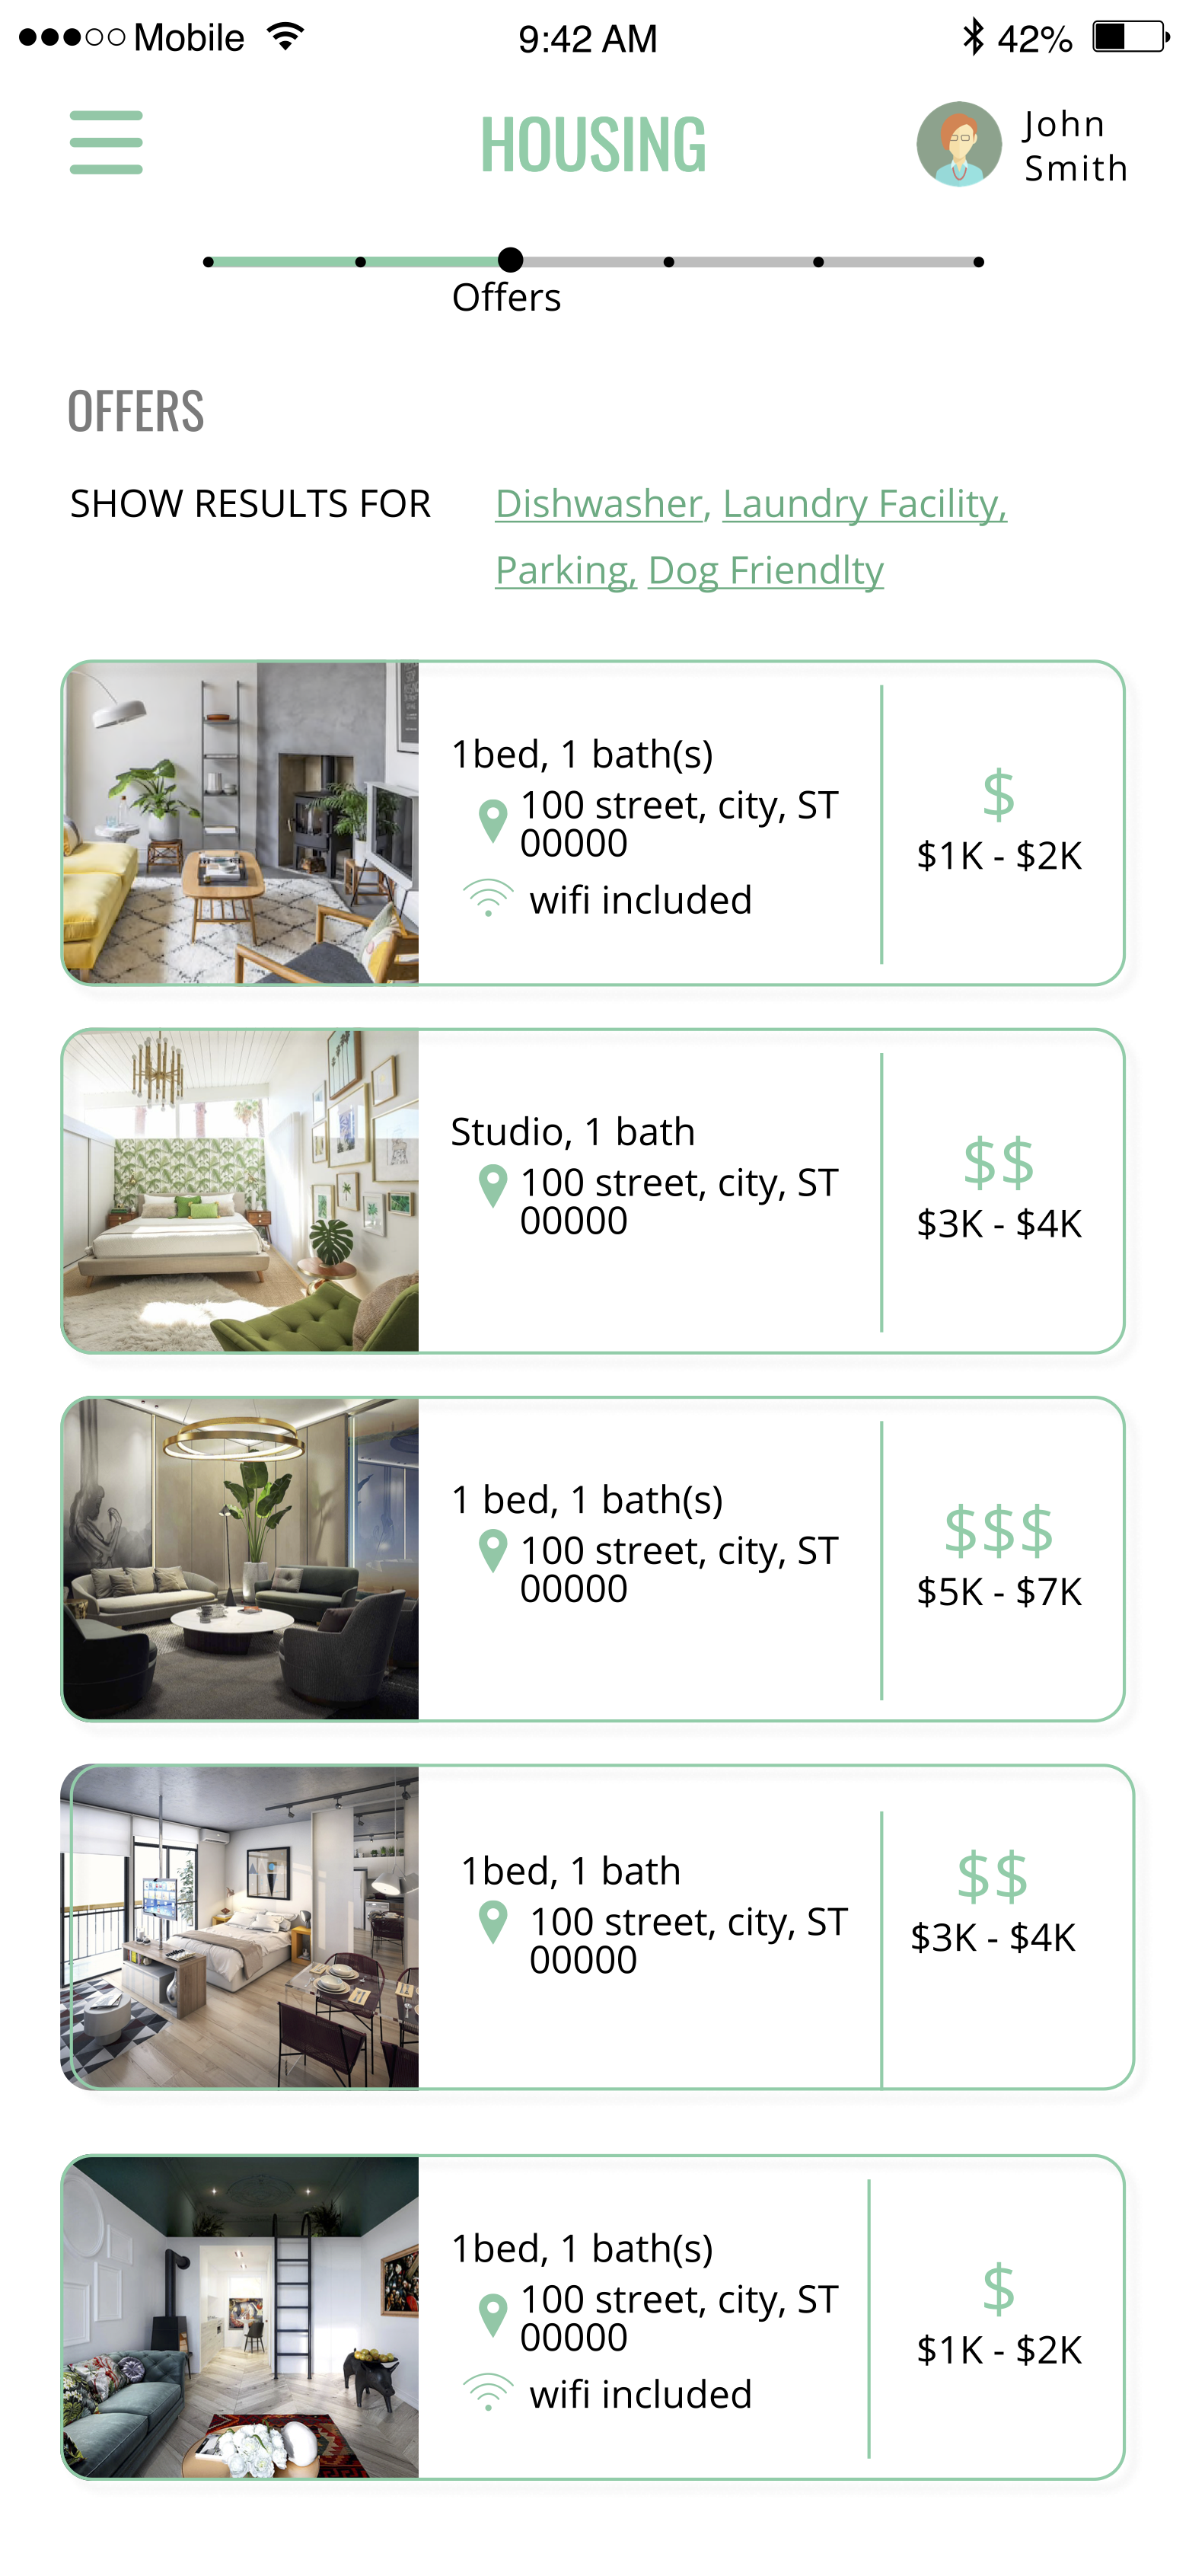 Mobile 9:42 AM 42%
HOUSING
John
Smith
Offers
OFFERS
SHOW RESULTS FOR Dishwasher, Laundry Facility,
Parking, Dog Friendlty
1bed, 1 bath(s)
100 street, city, ST
00000
wifi included
$
$1K - $2K
Studio, 1 bath
100 street, city, ST
00000
$$
$3K - $4K
1 bed, 1 bath(s)
100 street, city, ST
00000
$$$
$5K - $7K
1bed, 1 bath
100 street, city, ST
00000
$$
$3K - $4K
1bed, 1 bath(s)
100 street, city, ST
00000
wifi included
$
$1K - $2K